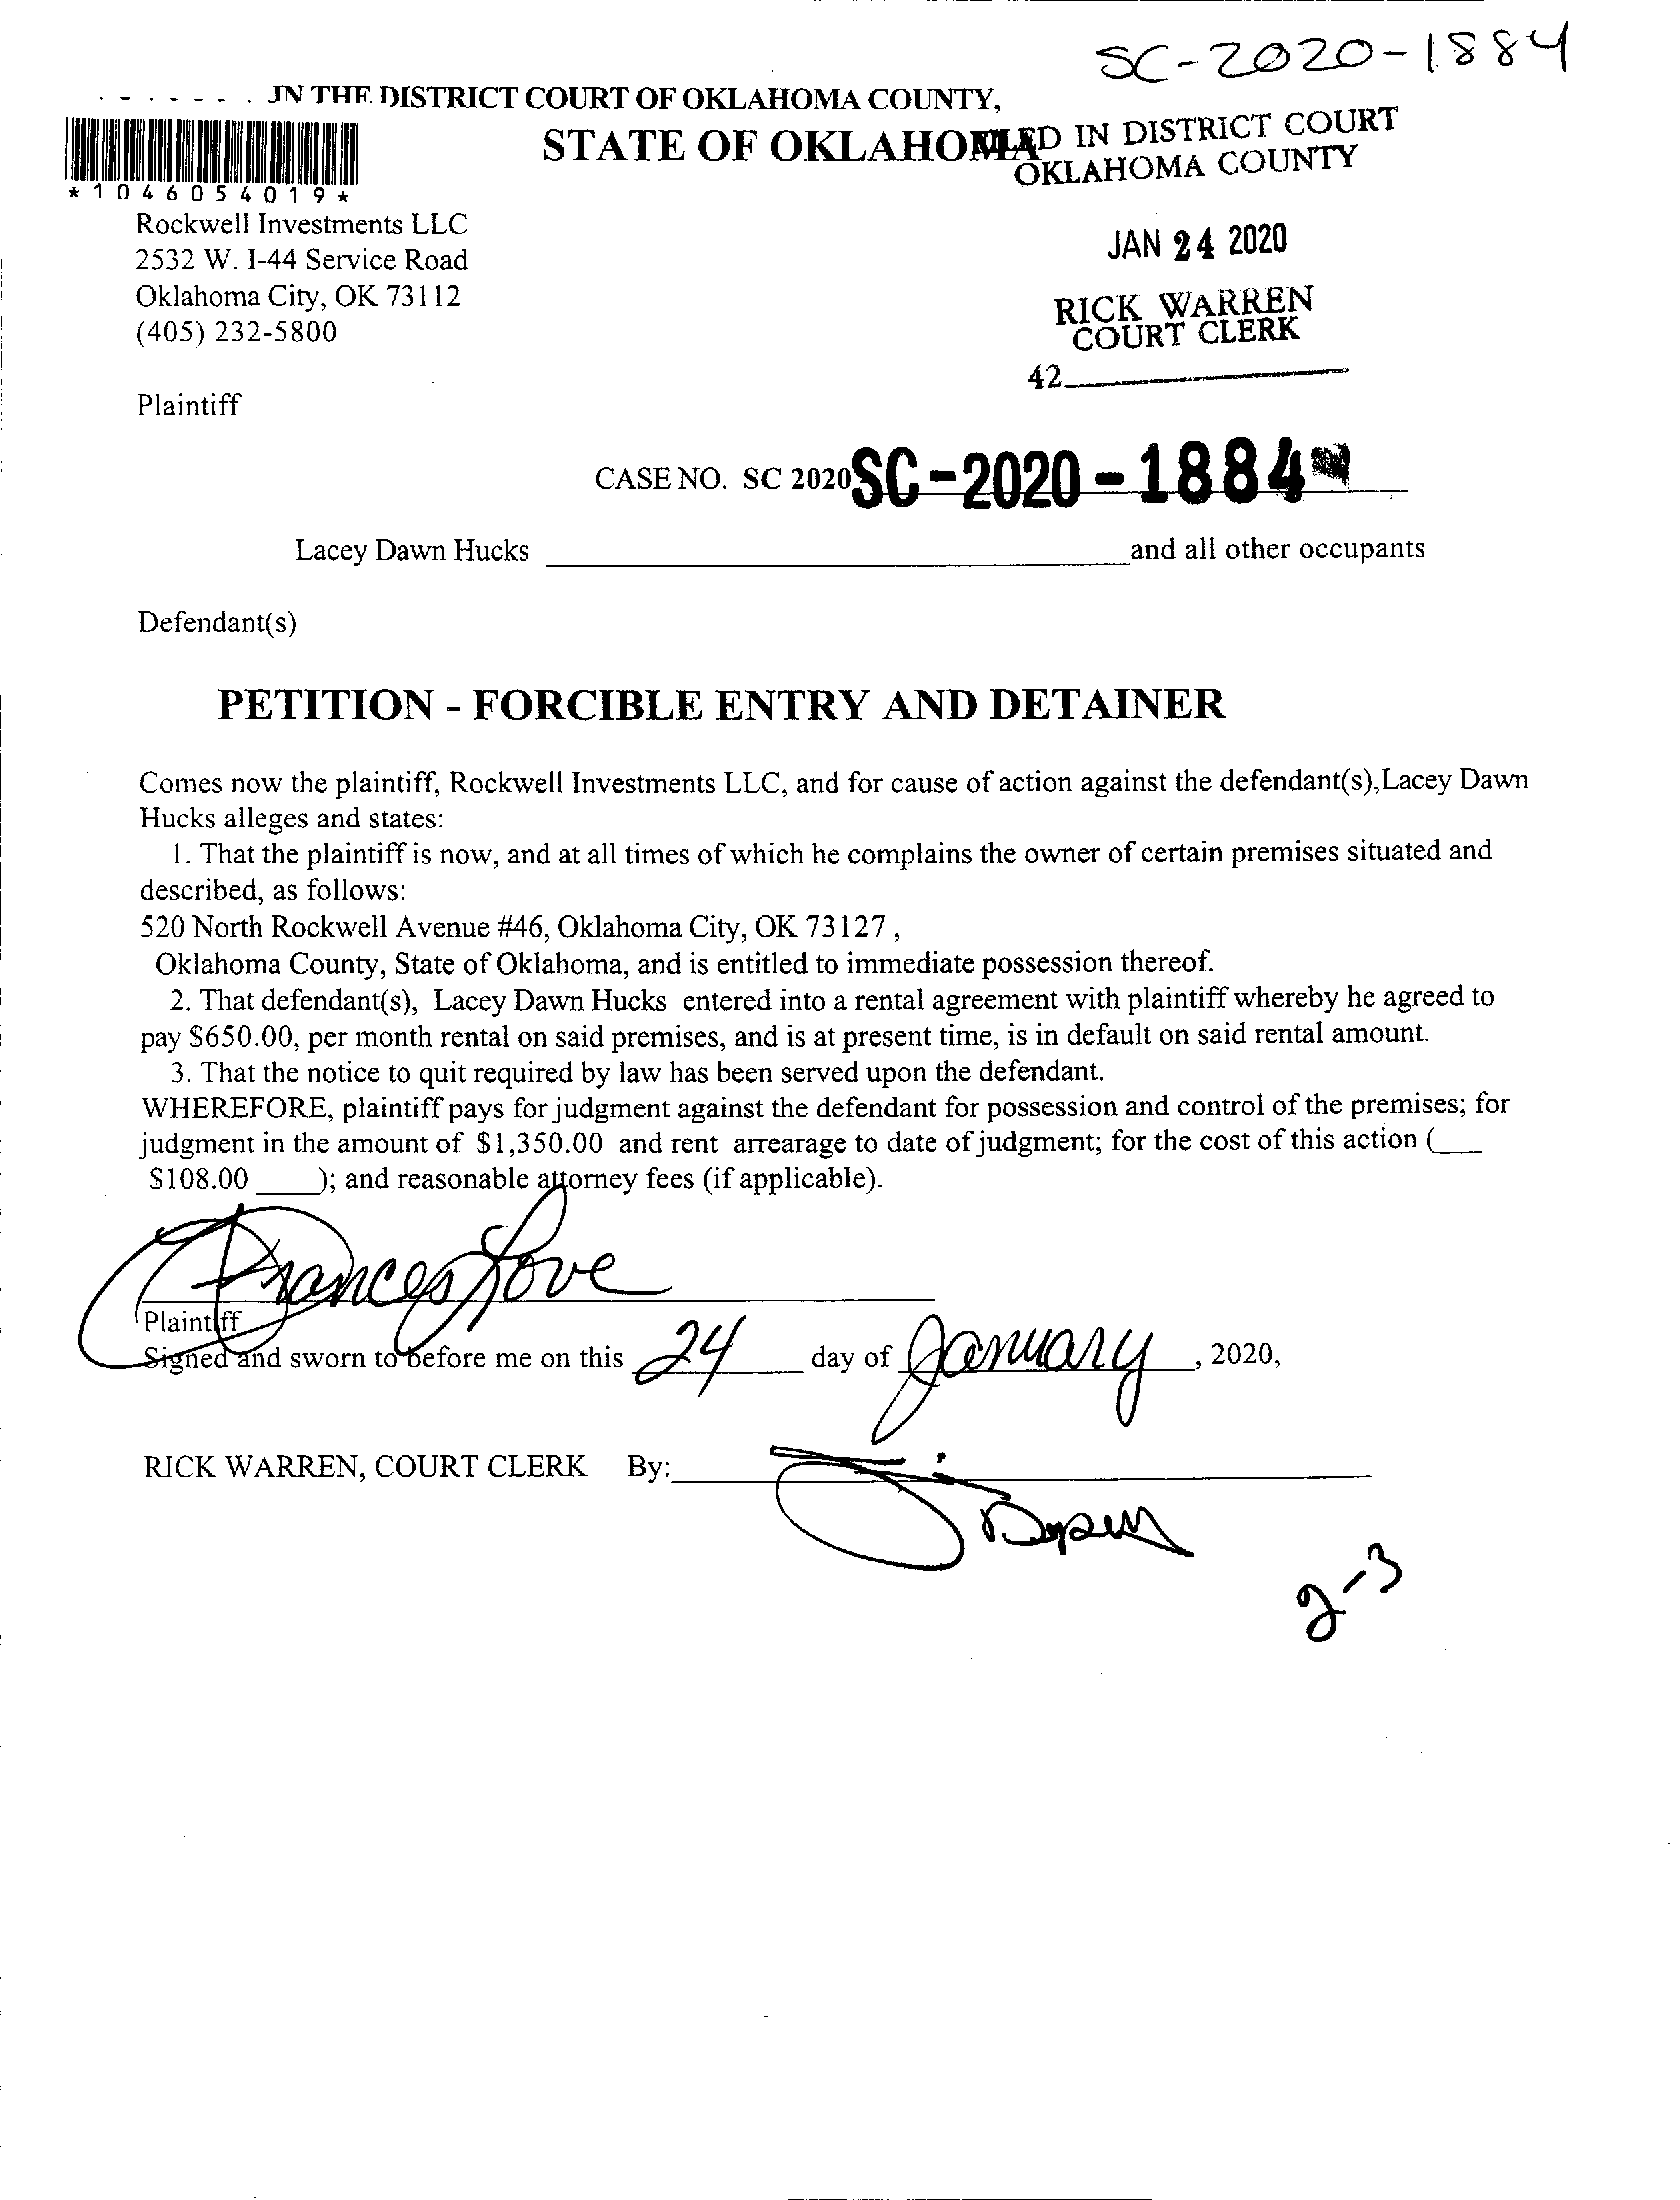 SC-2020-1884
IN THE DISTRICT COURT OF OKLAHOMA COUNTY,
STATE OF OKLAHOMA
FILED IN DISTRICT COURT
OKLAHOMA COUNTY
*1046054019*
Rockwell Investments LLC
2532 W. I-44 Service Road
Oklahoma City, OK 73112
(405) 232-5800
JAN 24 2020
RICK WARREN
COURT CLERK
42
Plaintiff
CASE NO. SC 2020 SC-2020-1884
Lacey Dawn Hucks and all other occupants
Defendant(s)
PETITION - FORCIBLE ENTRY AND DETAINER
Comes now the plaintiff, Rockwell Investments LLC, and for cause of action against the defendant(s),Lacey Dawn
Hucks alleges and states:
1. That the plaintiff is now, and at all times of which he complains the owner of certain premises situated and
described, as follows:
520 North Rockwell Avenue #46, Oklahoma City, OK 73127 ,
Oklahoma County, State of Oklahoma, and is entitled to immediate possession thereof.
2. That defendant(s), Lacey Dawn Hucks entered into a rental agreement with plaintiff whereby he agreed to
pay $650.00, per month rental on said premises, and is at present time, is in default on said rental amount.
3. That the notice to quit required by law has been served upon the defendant.
WHEREFORE, plaintiff pays for judgment against the defendant for possession and control of the premises; for
judgment in the amount of $1,350.00 and rent arrearage to date of judgment; for the cost of this action (___
$108.00 ____); and reasonable attorney fees (if applicable).
Frances Love
Plaintiff
Signed and sworn to before me on this 24 day of January, 2020,
RICK WARREN, COURT CLERK By:
2-3